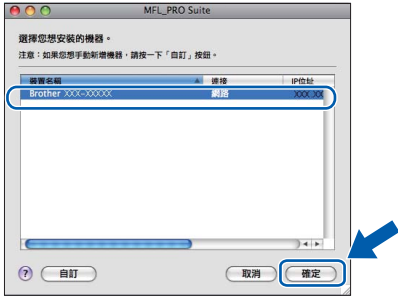 MFL_PRO Suite
選擇您想安裝的機器。
注意：如果您想手動新增機器，請按一下「自訂」按鈕。
裝置名稱 連接 IP位址
Brother XXX-XXXXX 網路 XXX.XX
? 自訂 取消 確定